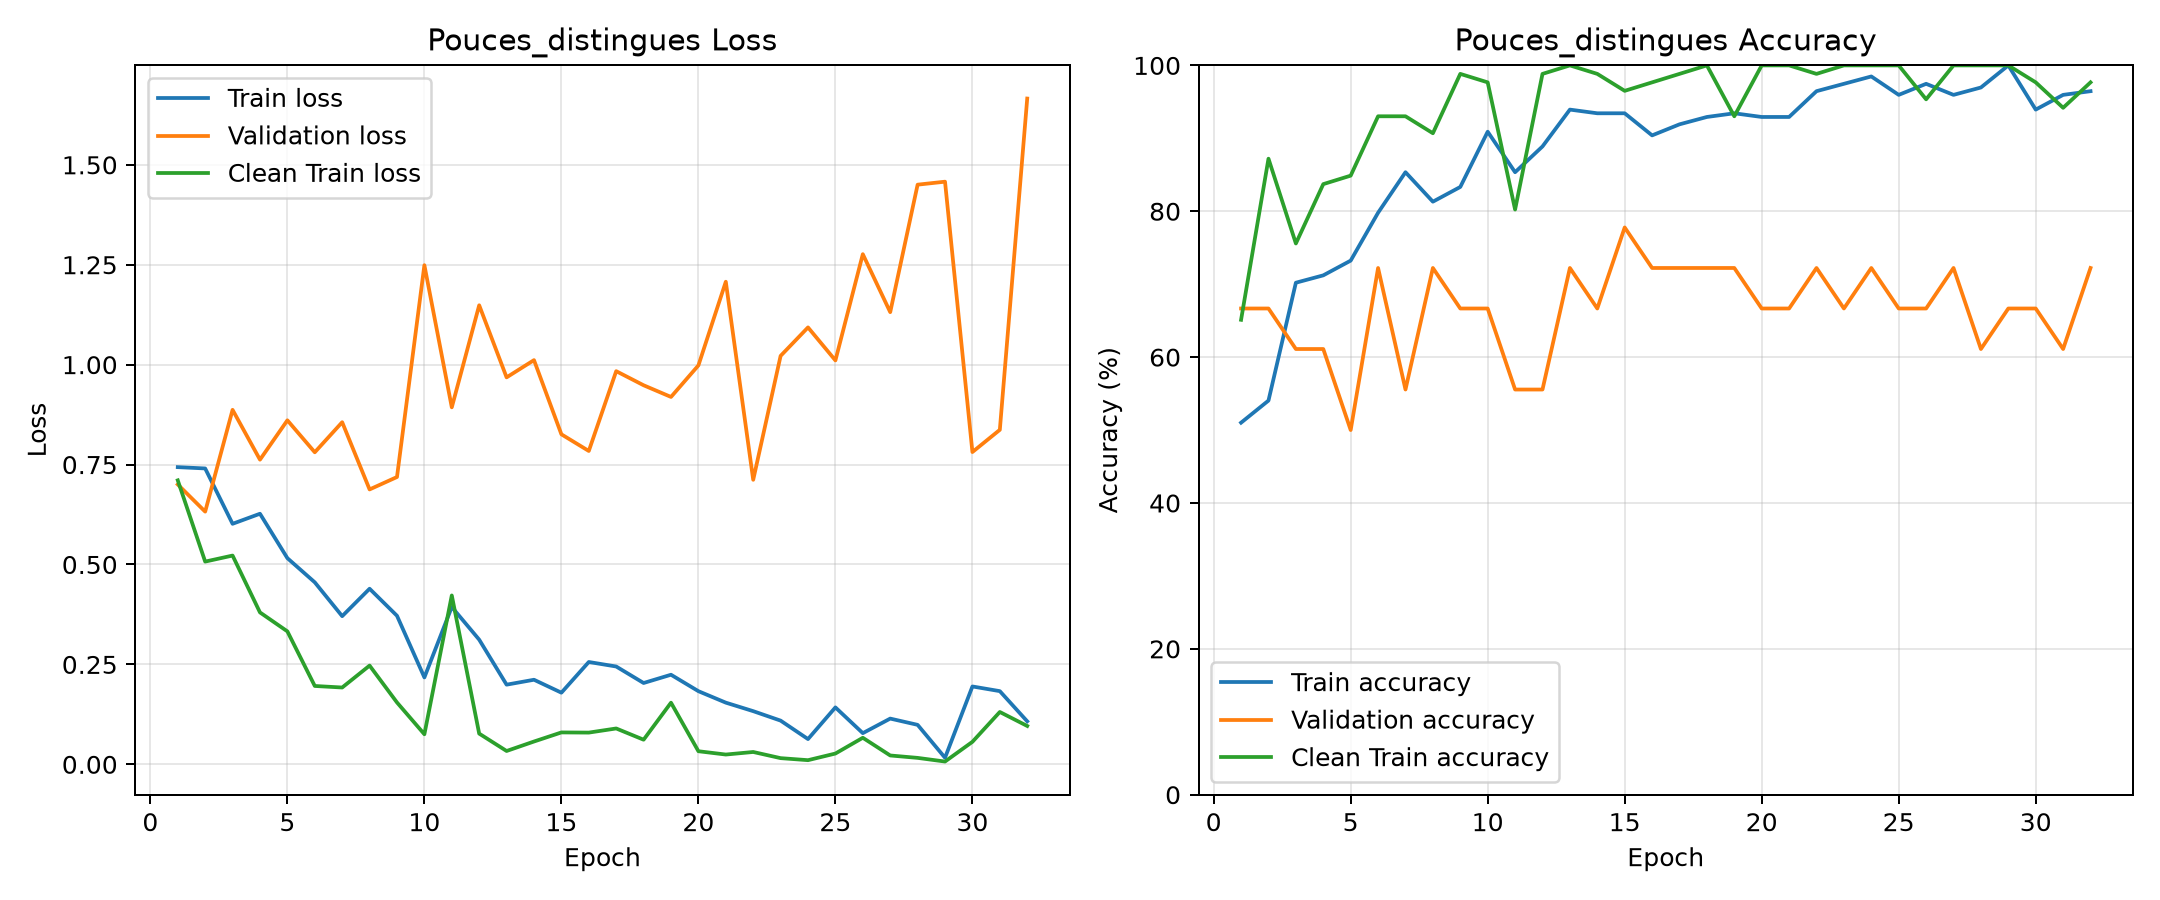 Pouces_distingues Loss
Train loss
Validation loss
Clean Train loss
1.50
1.25
1.00
0.75
0.50
0.25
0.00
Loss
0 5 10 15 20 25 30
Epoch
Pouces_distingues Accuracy
100
80
60
40
20
0
Accuracy (%)
Train accuracy
Validation accuracy
Clean Train accuracy
0 5 10 15 20 25 30
Epoch